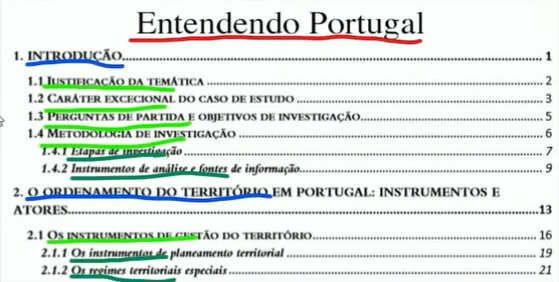 Entendendo Portugal
1. INTRODUÇÃO.......................................................................................................1
1.1 JUSTIFICAÇÃO DA TEMÁTICA ..............................................................................2
1.2 CARÁTER EXCECIONAL DO CASO DE ESTUDO ........................................................3
1.3 PERGUNTAS DE PARTIDA E OBJETIVOS DE INVESTIGAÇÃO........................................5
1.4 METODOLOGIA DE INVESTIGAÇÃO ......................................................................6
1.4.1 Etapas de investigação ..............................................................................7
1.4.2 Instrumentos de análise e fontes de informação..............................................9
2. O ORDENAMENTO DO TERRITÓRIO EM PORTUGAL: INSTRUMENTOS E
ATORES..............................................................................................................13
2.1 OS INSTRUMENTOS DE GESTÃO DO TERRITÓRIO....................................................16
2.1.1 Os instrumentos de planeamento territorial ..................................................19
2.1.2 Os regimes territoriais especiais .................................................................21